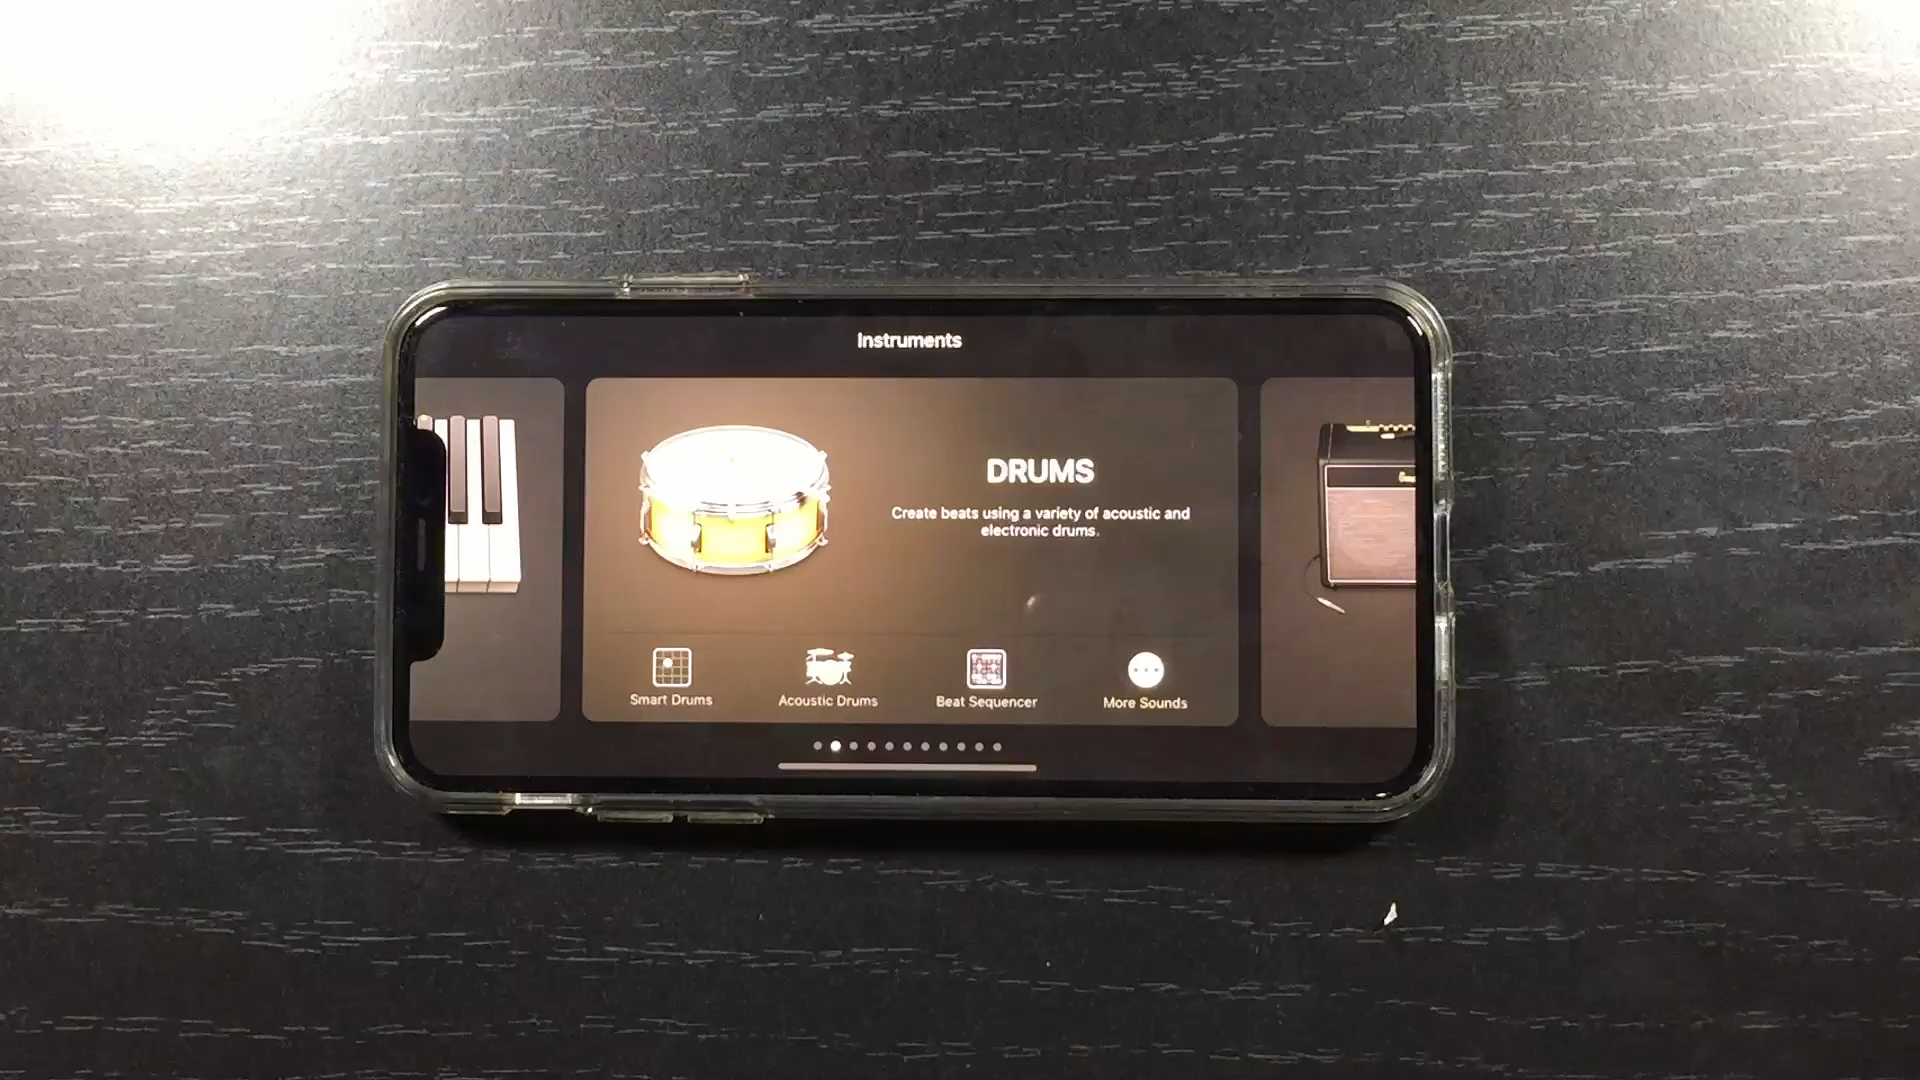 Instruments
DRUMS
Create beats using a variety of acoustic and
electronic drums.
Smart Drums
Acoustic Drums
Beat Sequencer
More Sounds